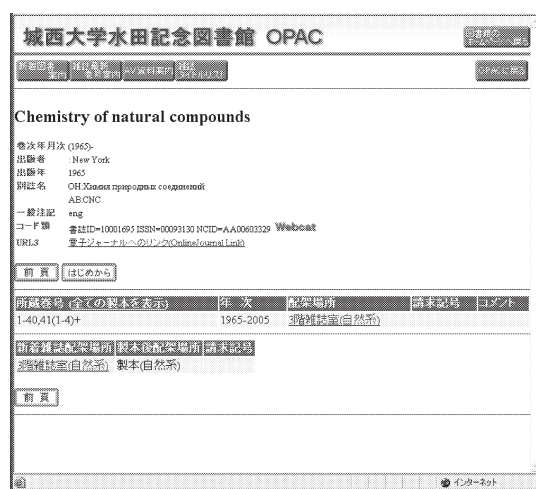 城西大学水田記念図書館 OPAC
図書館のホームページへ戻る
新着図書案内 雑誌最新巻号案内 AV資料案内 雑誌タイトルリスト OPACに戻る
Chemistry of natural compounds
巻次年月次 (1965)-
出版者 : New York
出版年 1965
別誌名 OH:Химия природных соединений
AB:CNC
一般注記 eng
コード類 書誌ID=10001695 ISSN=00093130 NCID=AA00603329 Webcat
URL3 電子ジャーナルへのリンク(OnlineJournal Link)
前 頁 はじめから
所蔵巻号 (全ての製本を表示) 年 次 配架場所 請求記号 コメント
1-40,41(1-4)+ 1965-2005 3階雑誌室(自然系)
新着雑誌配架場所 製本後配架場所 請求記号
3階雑誌室(自然系) 製本(自然系)
前 頁
インターネット